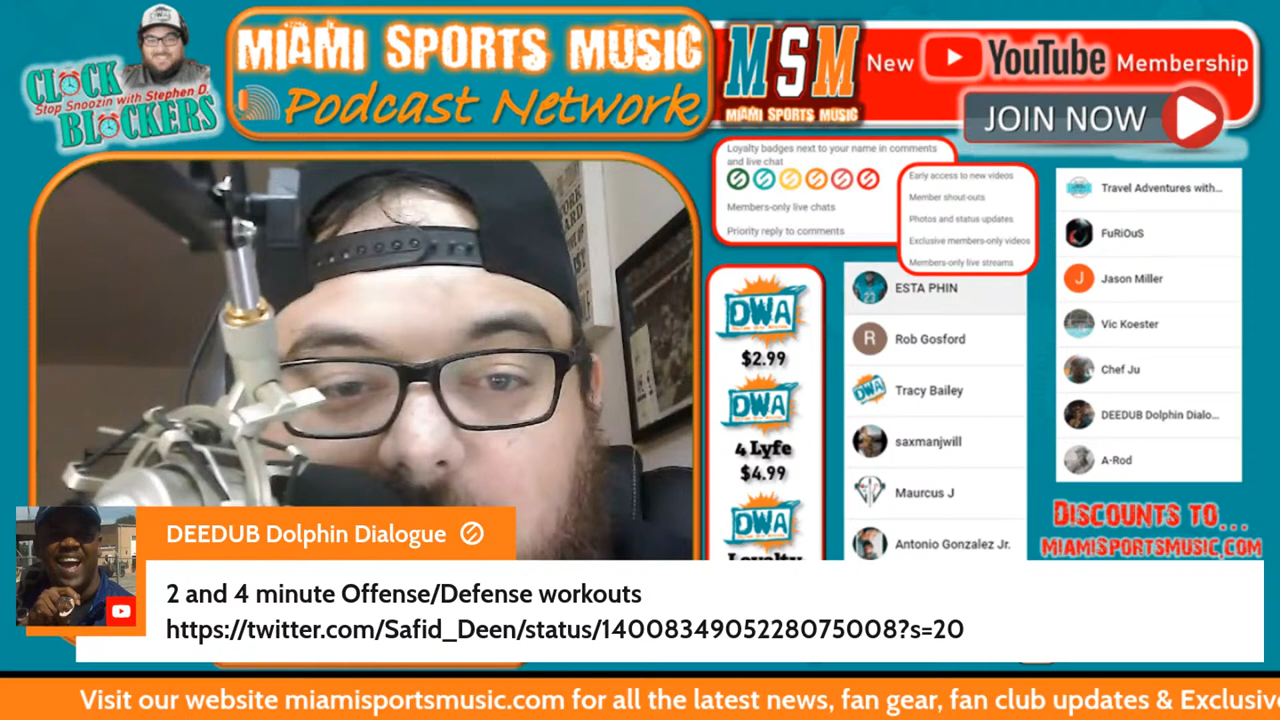 CLOCK
Stop Snoozin with Stephen D.
BLOCKERS
DWA
MIAMI SPORTS MUSIC
Podcast Network
MSM
MIAMI SPORTS MUSIC
New YouTube Membership
JOIN NOW
Loyalty badges next to your name in comments
and live chat
Members-only live chats
Priority reply to comments
Early access to new videos
Member shout-outs
Photos and status updates
Exclusive members-only videos
Members-only live streams
DWA
$2.99
DWA
4 Lyfe
$4.99
DWA
Loyalty
ESTA PHIN
R Rob Gosford
DWA Tracy Bailey
saxmanjwill
Maurcus J
Antonio Gonzalez Jr.
Travel Adventures with...
FuRiOuS
J Jason Miller
Vic Koester
Chef Ju
DEEDUB Dolphin Dialo...
A-Rod
DISCOUNTS TO...
MIAMISPORTSMUSIC.COM
DEEDUB Dolphin Dialogue
2 and 4 minute Offense/Defense workouts
https://twitter.com/Safid_Deen/status/1400834905228075008?s=20
Visit our website miamisportsmusic.com for all the latest news, fan gear, fan club updates & Exclusiv